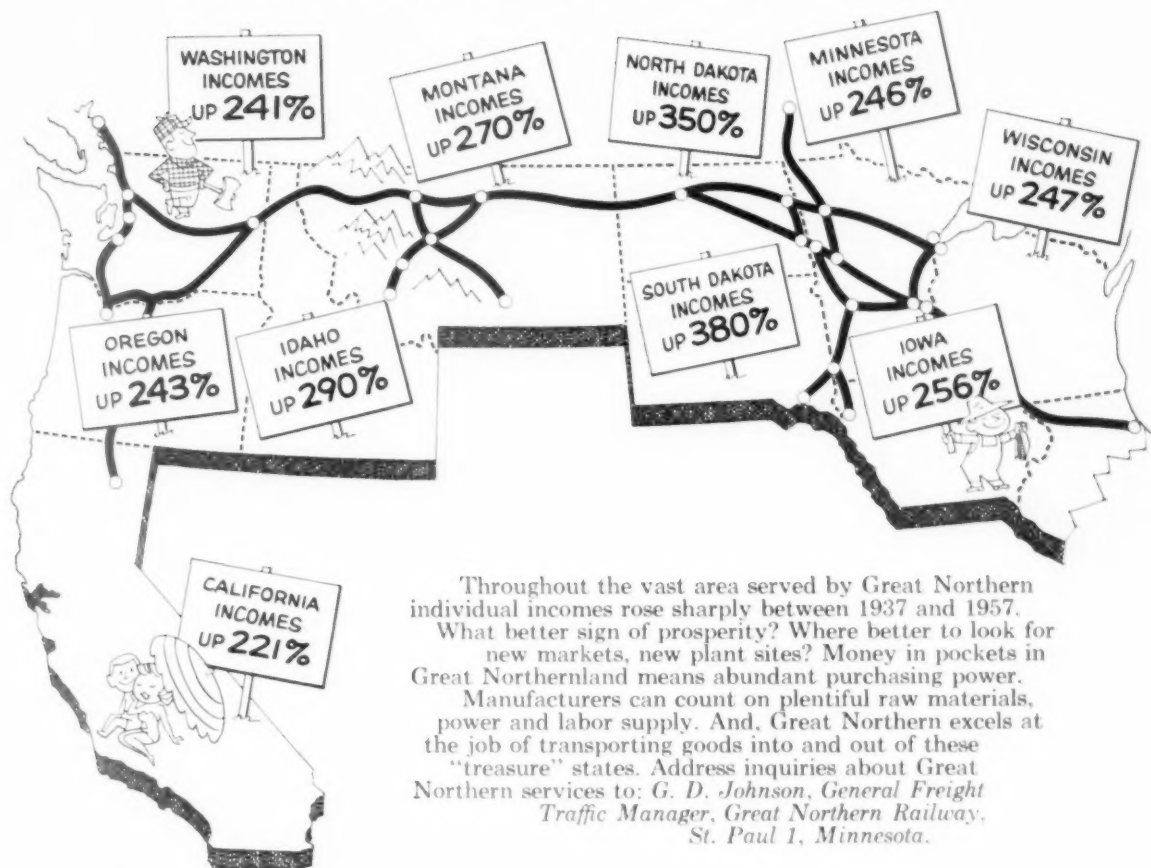 WASHINGTON
INCOMES
UP 241%
MONTANA
INCOMES
UP 270%
NORTH DAKOTA
INCOMES
UP 350%
MINNESOTA
INCOMES
UP 246%
WISCONSIN
INCOMES
UP 247%
OREGON
INCOMES
UP 243%
IDAHO
INCOMES
UP 290%
SOUTH DAKOTA
INCOMES
UP 380%
IOWA
INCOMES
UP 256%
CALIFORNIA
INCOMES
UP 221%
Throughout the vast area served by Great Northern
individual incomes rose sharply between 1937 and 1957.
What better sign of prosperity? Where better to look for
new markets, new plant sites? Money in pockets in
Great Northernland means abundant purchasing power.
Manufacturers can count on plentiful raw materials,
power and labor supply. And, Great Northern excels at
the job of transporting goods into and out of these
"treasure" states. Address inquiries about Great
Northern services to: G. D. Johnson, General Freight
Traffic Manager, Great Northern Railway,
St. Paul 1, Minnesota.